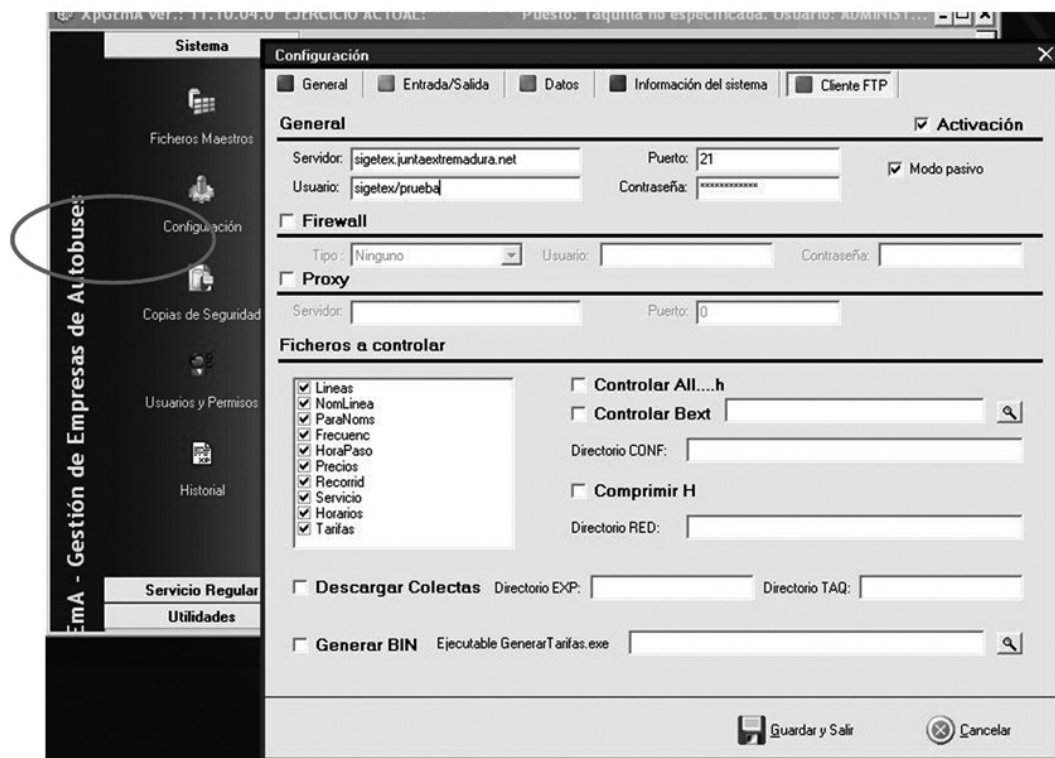 XpGEmA Ver.: 11.10.04.0 EJERCICIO ACTUAL: Puesto: Taquilla no especificada. Usuario: ADMINIST...
Sistema
Ficheros Maestros
Configuración
Copias de Seguridad
Usuarios y Permisos
Historial
Servicio Regular
Utilidades
EmA - Gestión de Empresas de Autobuses
Configuración
General Entrada/Salida Datos Información del sistema Cliente FTP
General Activación
Servidor: sigetex.juntaextremadura.net Puerto: 21 Modo pasivo
Usuario: sigetex/prueba Contraseña: ************
Firewall
Tipo : Ninguno Usuario: Contraseña:
Proxy
Servidor: Puerto: 0
Ficheros a controlar
Lineas
NomLinea
ParaNoms
Frecuenc
HoraPaso
Precios
Recorrid
Servicio
Horarios
Tarifas
Controlar All....h
Controlar Bext
Directorio CONF:
Comprimir H
Directorio RED:
Descargar Colectas Directorio EXP: Directorio TAQ:
Generar BIN Ejecutable GenerarTarifas.exe
Guardar y Salir Cancelar